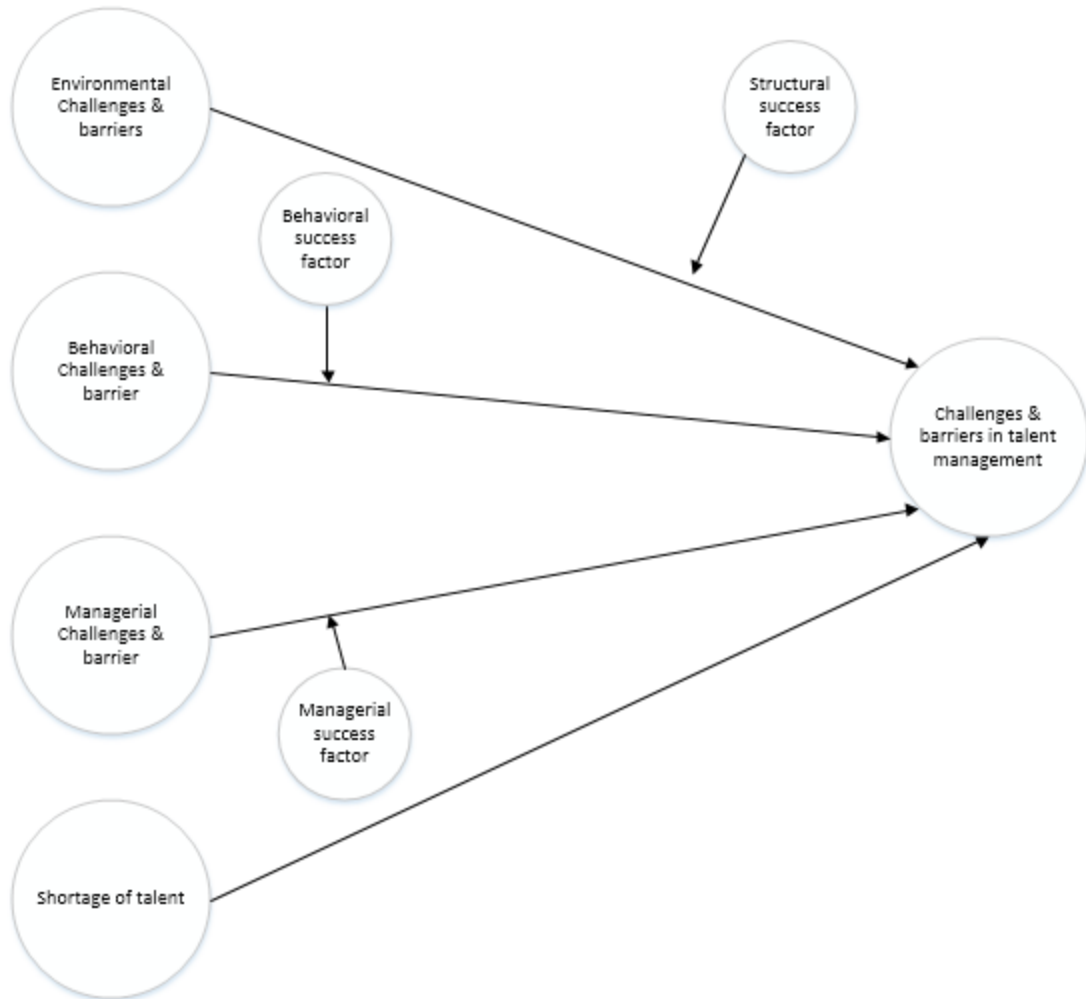 Environmental
Challenges &
barriers
Structural
success
factor
Behavioral
success
factor
Behavioral
Challenges &
barrier
Challenges &
barriers in talent
management
Managerial
Challenges &
barrier
Managerial
success
factor
Shortage of talent